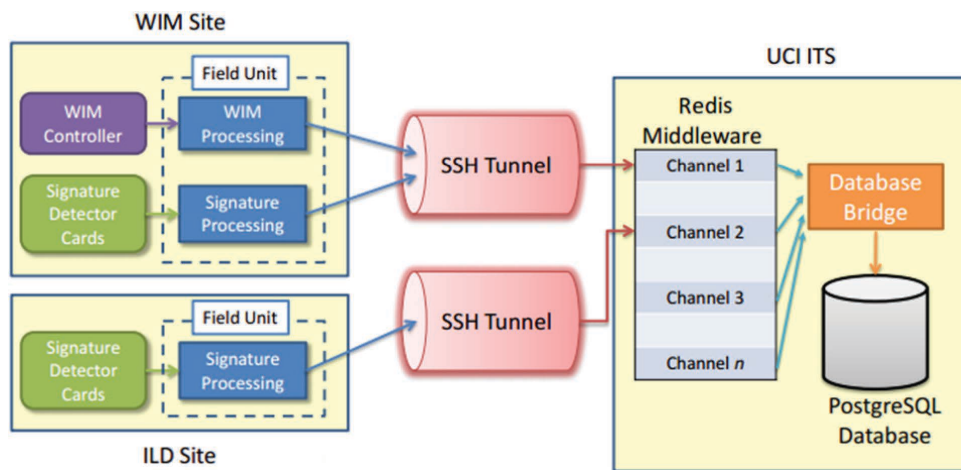 WIM Site
Field Unit
WIM
Controller
WIM
Processing
Signature
Detector
Cards
Signature
Processing
SSH Tunnel
Field Unit
Signature
Detector
Cards
Signature
Processing
ILD Site
SSH Tunnel
UCI ITS
Redis
Middleware
Channel 1
Channel 2
Channel 3
Channel n
Database
Bridge
PostgreSQL
Database